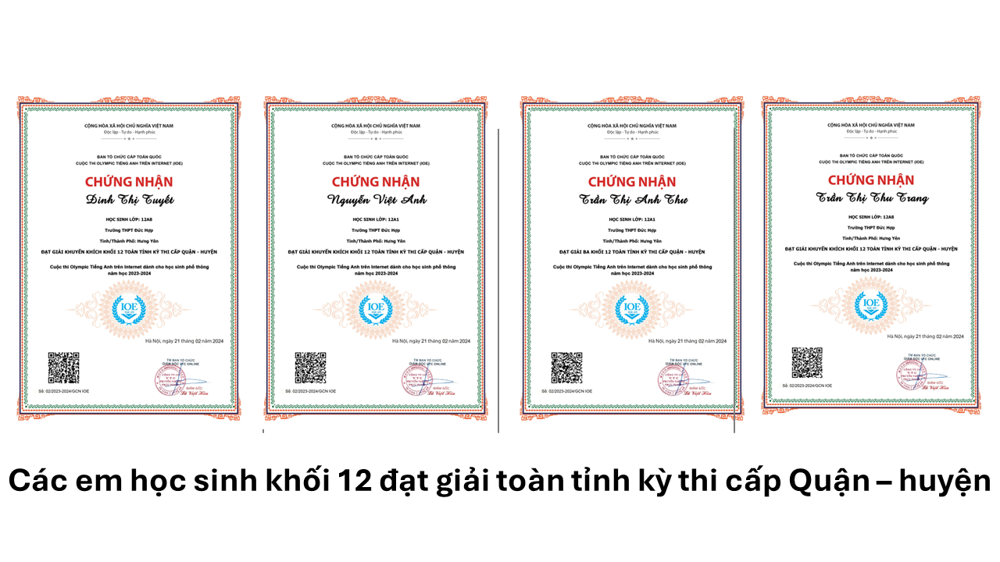 CỘNG HÒA XÃ HỘI CHỦ NGHĨA VIỆT NAM
Độc lập - Tự do - Hạnh phúc
BAN TỔ CHỨC CẤP TOÀN QUỐC
CUỘC THI OLYMPIC TIẾNG ANH TRÊN INTERNET (IOE)
CHỨNG NHẬN
Đinh Thị Tuyết
HỌC SINH LỚP: 12A8
Trường THPT Đức Hợp
Tỉnh/Thành Phố: Hưng Yên
ĐẠT GIẢI KHUYẾN KHÍCH KHỐI 12 TOÀN TỈNH KỲ THI CẤP QUẬN - HUYỆN
Cuộc thi Olympic Tiếng Anh trên Internet dành cho học sinh phổ thông
năm học 2023-2024
IOE
Hà Nội, ngày 21 tháng 02 năm 2024
TM BAN TỔ CHỨC
GIÁM ĐỐC VTC ONLINE
GIÁM ĐỐC
Lê Việt Hòa
Số: 02/2023-2024/GCN IOE
CỘNG HÒA XÃ HỘI CHỦ NGHĨA VIỆT NAM
Độc lập - Tự do - Hạnh phúc
BAN TỔ CHỨC CẤP TOÀN QUỐC
CUỘC THI OLYMPIC TIẾNG ANH TRÊN INTERNET (IOE)
CHỨNG NHẬN
Nguyễn Việt Anh
HỌC SINH LỚP: 12A1
Trường THPT Đức Hợp
Tỉnh/Thành Phố: Hưng Yên
ĐẠT GIẢI KHUYẾN KHÍCH KHỐI 12 TOÀN TỈNH KỲ THI CẤP QUẬN - HUYỆN
Cuộc thi Olympic Tiếng Anh trên Internet dành cho học sinh phổ thông
năm học 2023-2024
IOE
Hà Nội, ngày 21 tháng 02 năm 2024
TM BAN TỔ CHỨC
GIÁM ĐỐC VTC ONLINE
GIÁM ĐỐC
Lê Việt Hòa
Số: 02/2023-2024/GCN IOE
CỘNG HÒA XÃ HỘI CHỦ NGHĨA VIỆT NAM
Độc lập - Tự do - Hạnh phúc
BAN TỔ CHỨC CẤP TOÀN QUỐC
CUỘC THI OLYMPIC TIẾNG ANH TRÊN INTERNET (IOE)
CHỨNG NHẬN
Trần Thị Anh Thư
HỌC SINH LỚP: 12A1
Trường THPT Đức Hợp
Tỉnh/Thành Phố: Hưng Yên
ĐẠT GIẢI BA KHỐI 12 TOÀN TỈNH KỲ THI CẤP QUẬN - HUYỆN
Cuộc thi Olympic Tiếng Anh trên Internet dành cho học sinh phổ thông
năm học 2023-2024
IOE
Hà Nội, ngày 21 tháng 02 năm 2024
TM BAN TỔ CHỨC
GIÁM ĐỐC VTC ONLINE
GIÁM ĐỐC
Lê Việt Hòa
Số: 02/2023-2024/GCN IOE
CỘNG HÒA XÃ HỘI CHỦ NGHĨA VIỆT NAM
Độc lập - Tự do - Hạnh phúc
BAN TỔ CHỨC CẤP TOÀN QUỐC
CUỘC THI OLYMPIC TIẾNG ANH TRÊN INTERNET (IOE)
CHỨNG NHẬN
Trần Thị Thu Trang
HỌC SINH LỚP: 12A8
Trường THPT Đức Hợp
Tỉnh/Thành Phố: Hưng Yên
ĐẠT GIẢI KHUYẾN KHÍCH KHỐI 12 TOÀN TỈNH KỲ THI CẤP QUẬN - HUYỆN
Cuộc thi Olympic Tiếng Anh trên Internet dành cho học sinh phổ thông
năm học 2023-2024
IOE
Hà Nội, ngày 21 tháng 02 năm 2024
TM BAN TỔ CHỨC
GIÁM ĐỐC VTC ONLINE
GIÁM ĐỐC
Lê Việt Hòa
Số: 02/2023-2024/GCN IOE
Các em học sinh khối 12 đạt giải toàn tỉnh kỳ thi cấp Quận – huyện